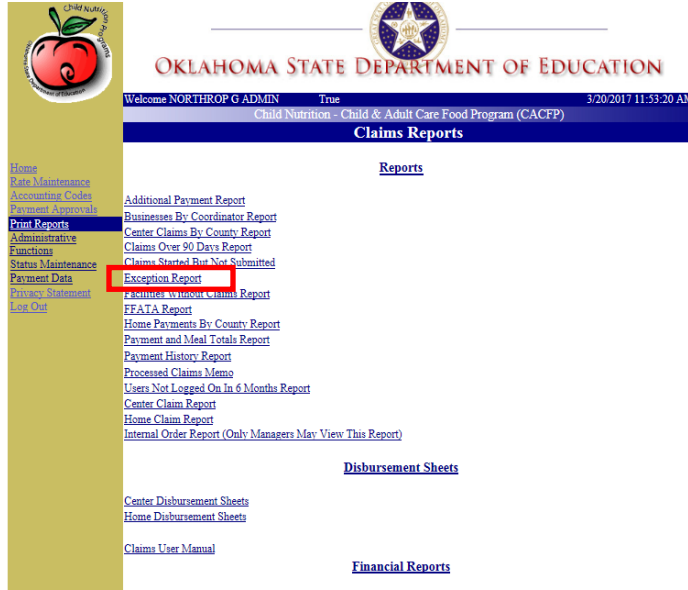 Child Nutrition Programs
OKLAHOMA STATE DEPARTMENT OF EDUCATION
Welcome NORTHROP G ADMIN True 3/20/2017 11:53:20 AM
Child Nutrition - Child & Adult Care Food Program (CACFP)
Claims Reports
Home
Rate Maintenance
Accounting Codes
Payment Approvals
Print Reports
Administrative
Functions
Status Maintenance
Payment Data
Privacy Statement
Log Out
Reports
Additional Payment Report
Businesses By Coordinator Report
Center Claims By County Report
Claims Over 90 Days Report
Claims Started But Not Submitted
Exception Report
Facilities Without Claims Report
FFATA Report
Home Payments By County Report
Payment and Meal Totals Report
Payment History Report
Processed Claims Memo
Users Not Logged On In 6 Months Report
Center Claim Report
Home Claim Report
Internal Order Report (Only Managers May View This Report)
Disbursement Sheets
Center Disbursement Sheets
Home Disbursement Sheets
Claims User Manual
Financial Reports